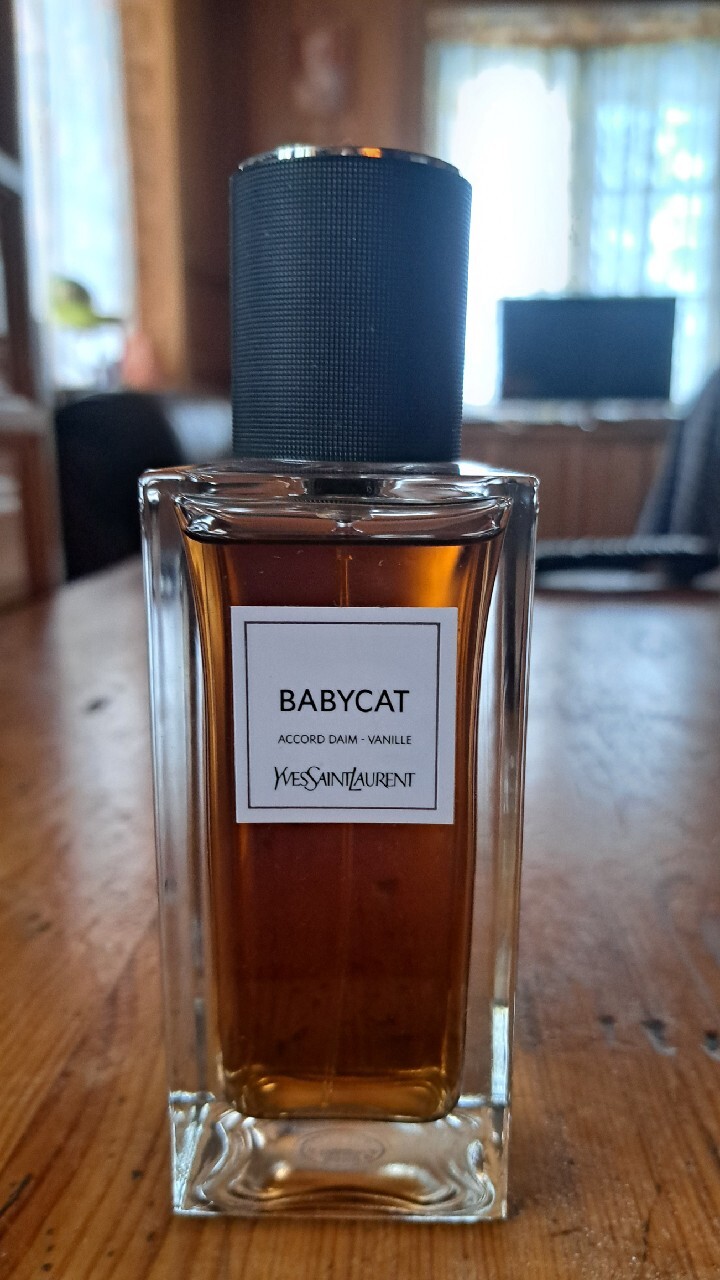 BABYCAT
ACCORD DAIM - VANILLE
YVESSAINTLAURENT